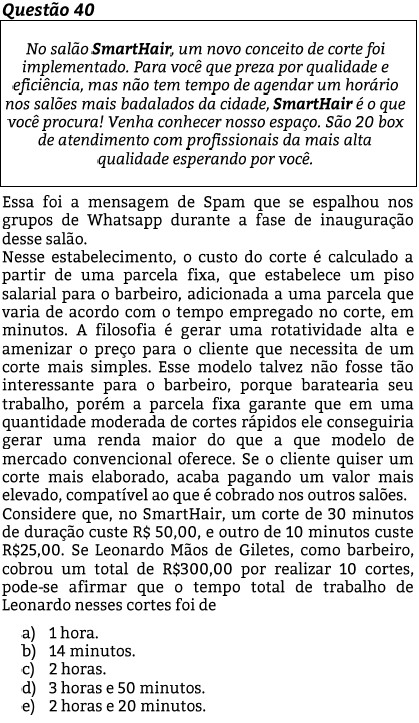 Questão 40
No salão SmartHair, um novo conceito de corte foi
implementado. Para você que preza por qualidade e
eficiência, mas não tem tempo de agendar um horário
nos salões mais badalados da cidade, SmartHair é o que
você procura! Venha conhecer nosso espaço. São 20 box
de atendimento com profissionais da mais alta
qualidade esperando por você.
Essa foi a mensagem de Spam que se espalhou nos
grupos de Whatsapp durante a fase de inauguração
desse salão.
Nesse estabelecimento, o custo do corte é calculado a
partir de uma parcela fixa, que estabelece um piso
salarial para o barbeiro, adicionada a uma parcela que
varia de acordo com o tempo empregado no corte, em
minutos. A filosofia é gerar uma rotatividade alta e
amenizar o preço para o cliente que necessita de um
corte mais simples. Esse modelo talvez não fosse tão
interessante para o barbeiro, porque baratearia seu
trabalho, porém a parcela fixa garante que em uma
quantidade moderada de cortes rápidos ele conseguiria
gerar uma renda maior do que a que modelo de
mercado convencional oferece. Se o cliente quiser um
corte mais elaborado, acaba pagando um valor mais
elevado, compatível ao que é cobrado nos outros salões.
Considere que, no SmartHair, um corte de 30 minutos
de duração custe R$ 50,00, e outro de 10 minutos custe
R$25,00. Se Leonardo Mãos de Giletes, como barbeiro,
cobrou um total de R$300,00 por realizar 10 cortes,
pode-se afirmar que o tempo total de trabalho de
Leonardo nesses cortes foi de
a) 1 hora.
b) 14 minutos.
c) 2 horas.
d) 3 horas e 50 minutos.
e) 2 horas e 20 minutos.